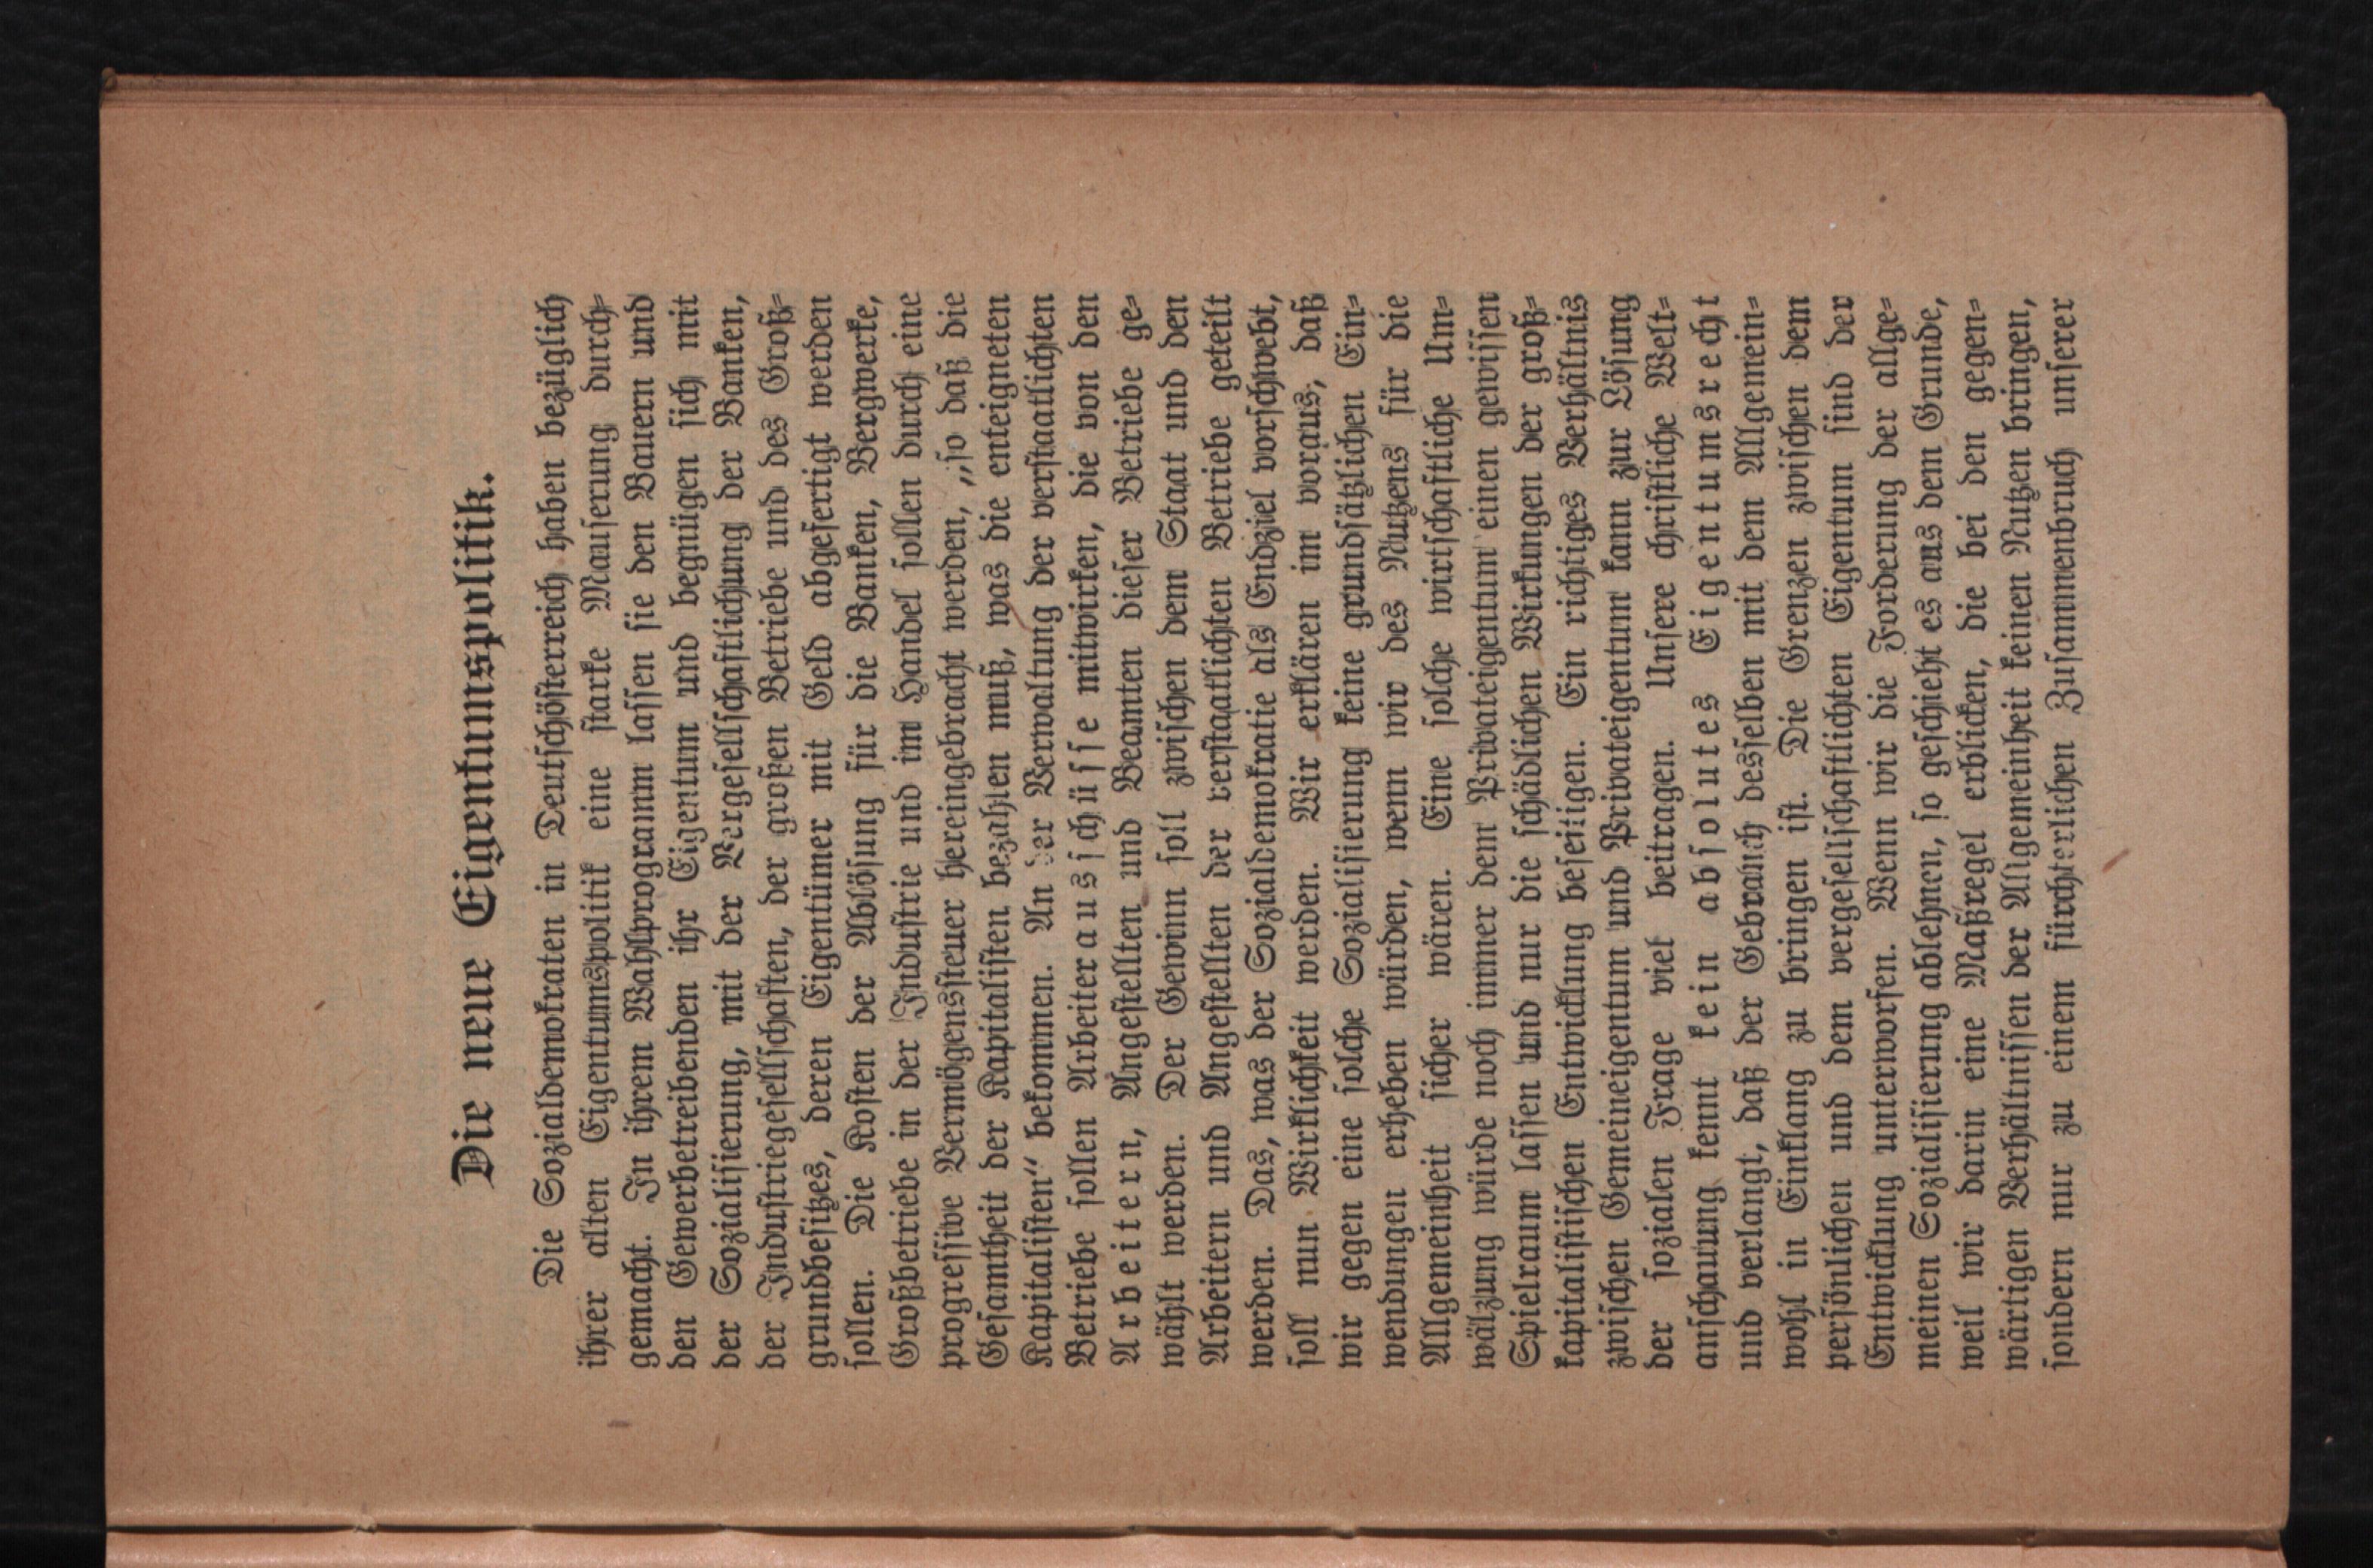 Die neue Eigentumspolitik.
Die Sozialdemokraten in Deutschösterreich haben bezüglich
ihrer alten Eigentumspolitik eine starke Mauserung durch-
gemacht. In ihrem Wahlprogramm lassen sie den Bauern und
den Gewerbetreibenden ihr Eigentum und begnügen sich mit
der Sozialisierung, mit der Vergesellschaftlichung der Banken,
der Industriegesellschaften, der großen Betriebe und des Groß-
grundbesitzes, deren Eigentümer mit Geld abgefertigt werden
sollen. Die Kosten der Ablösung für die Banken, Bergwerke,
Großbetriebe in der Industrie und im Handel sollen durch eine
progressive Vermögenssteuer hereingebracht werden, „so daß die
Gesamtheit der Kapitalisten bezahlen muß, was die enteigneten
Kapitalisten“ bekommen. An der Verwaltung der verstaatlichten
Betriebe sollen Arbeiterausschüsse mitwirken, die von den
Arbeitern, Angestellten und Beamten dieser Betriebe ge-
wählt werden. Der Gewinn soll zwischen dem Staat und den
Arbeitern und Angestellten der verstaatlichten Betriebe geteilt
werden. Das, was der Sozialdemokratie als Endziel vorschwebt,
soll nun Wirklichkeit werden. Wir erklären im voraus, daß
wir gegen eine solche Sozialisierung keine grundsätzlichen Ein-
wendungen erheben würden, wenn wir des Nutzens für die
Allgemeinheit sicher wären. Eine solche wirtschaftliche Um-
wälzung würde noch immer dem Privateigentum einen gewissen
Spielraum lassen und nur die schädlichen Wirkungen der groß-
kapitalistischen Entwicklung beseitigen. Ein richtiges Verhältnis
zwischen Gemeineigentum und Privateigentum kann zur Lösung
der sozialen Frage viel beitragen. Unsere christliche Welt-
anschauung kennt kein absolutes Eigentumsrecht
und verlangt, daß der Gebrauch desselben mit dem Allgemein-
wohl in Einklang zu bringen ist. Die Grenzen zwischen dem
persönlichen und dem vergesellschaftlichten Eigentum sind der
Entwicklung unterworfen. Wenn wir die Forderung der allge-
meinen Sozialisierung ablehnen, so geschieht es aus dem Grunde,
weil wir darin eine Maßregel erblicken, die bei den gegen-
wärtigen Verhältnissen der Allgemeinheit keinen Nutzen bringen,
sondern nur zu einem fürchterlichen Zusammenbruch unserer